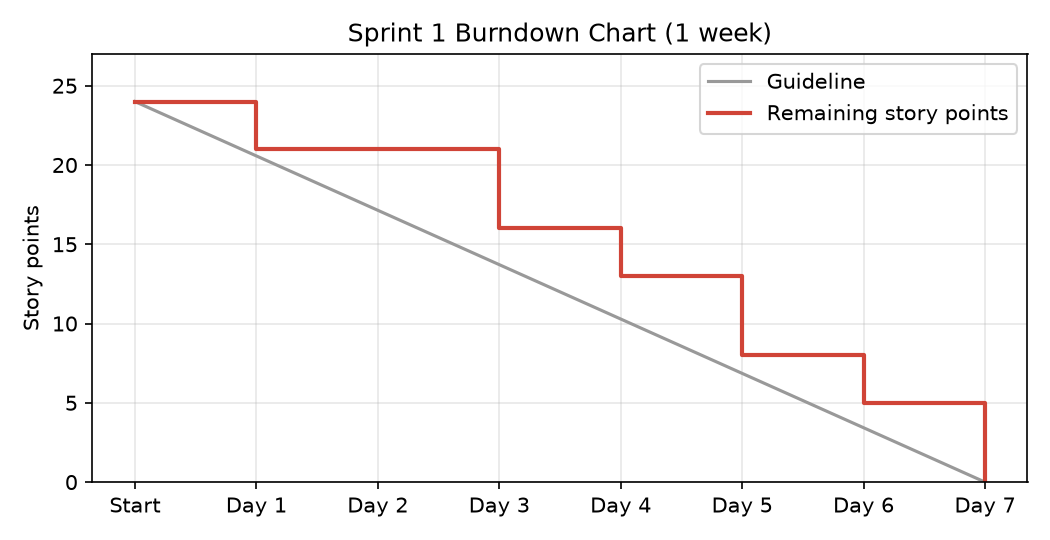 Sprint 1 Burndown Chart (1 week)
Guideline
Remaining story points
Story points
25
20
15
10
5
0
Start
Day 1
Day 2
Day 3
Day 4
Day 5
Day 6
Day 7